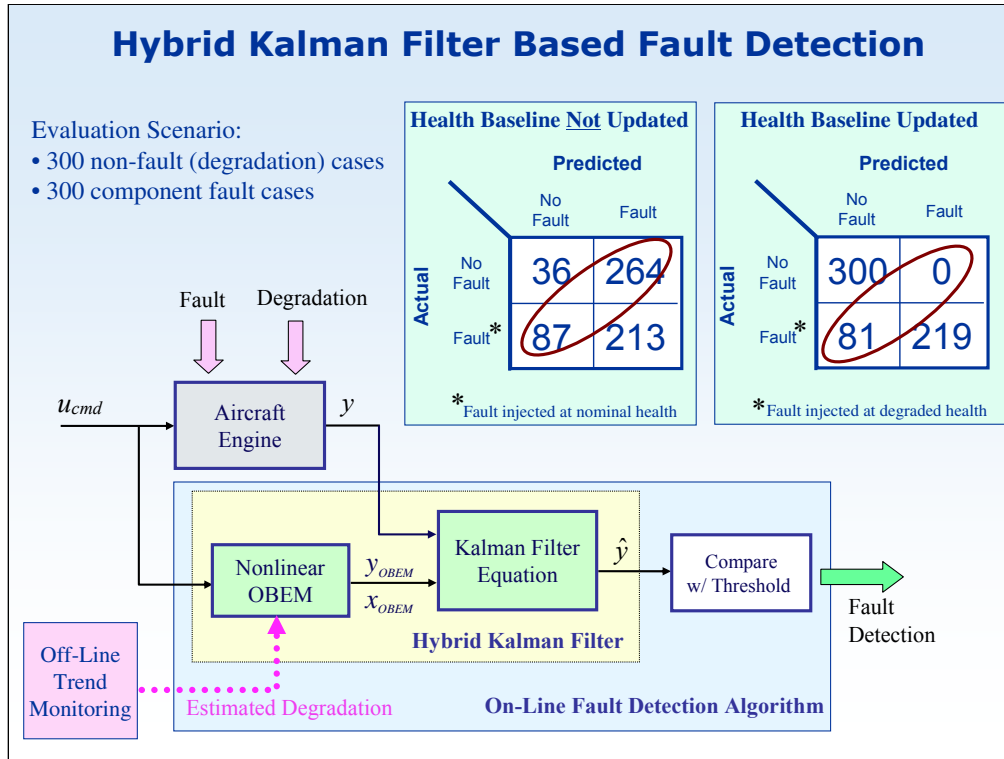 Hybrid Kalman Filter Based Fault Detection
Evaluation Scenario:
• 300 non-fault (degradation) cases
• 300 component fault cases
Health Baseline Not Updated
Predicted
No Fault
Fault
Actual
No Fault
36 264
Fault*
87 213
*Fault injected at nominal health
Health Baseline Updated
Predicted
No Fault
Fault
Actual
No Fault
300 0
Fault*
81 219
*Fault injected at degraded health
Fault
Degradation
u_cmd
Aircraft
Engine
y
Nonlinear
OBEM
y_OBEM
x_OBEM
Kalman Filter
Equation
ŷ
Compare
w/ Threshold
Fault
Detection
Hybrid Kalman Filter
Off-Line
Trend
Monitoring
Estimated Degradation
On-Line Fault Detection Algorithm